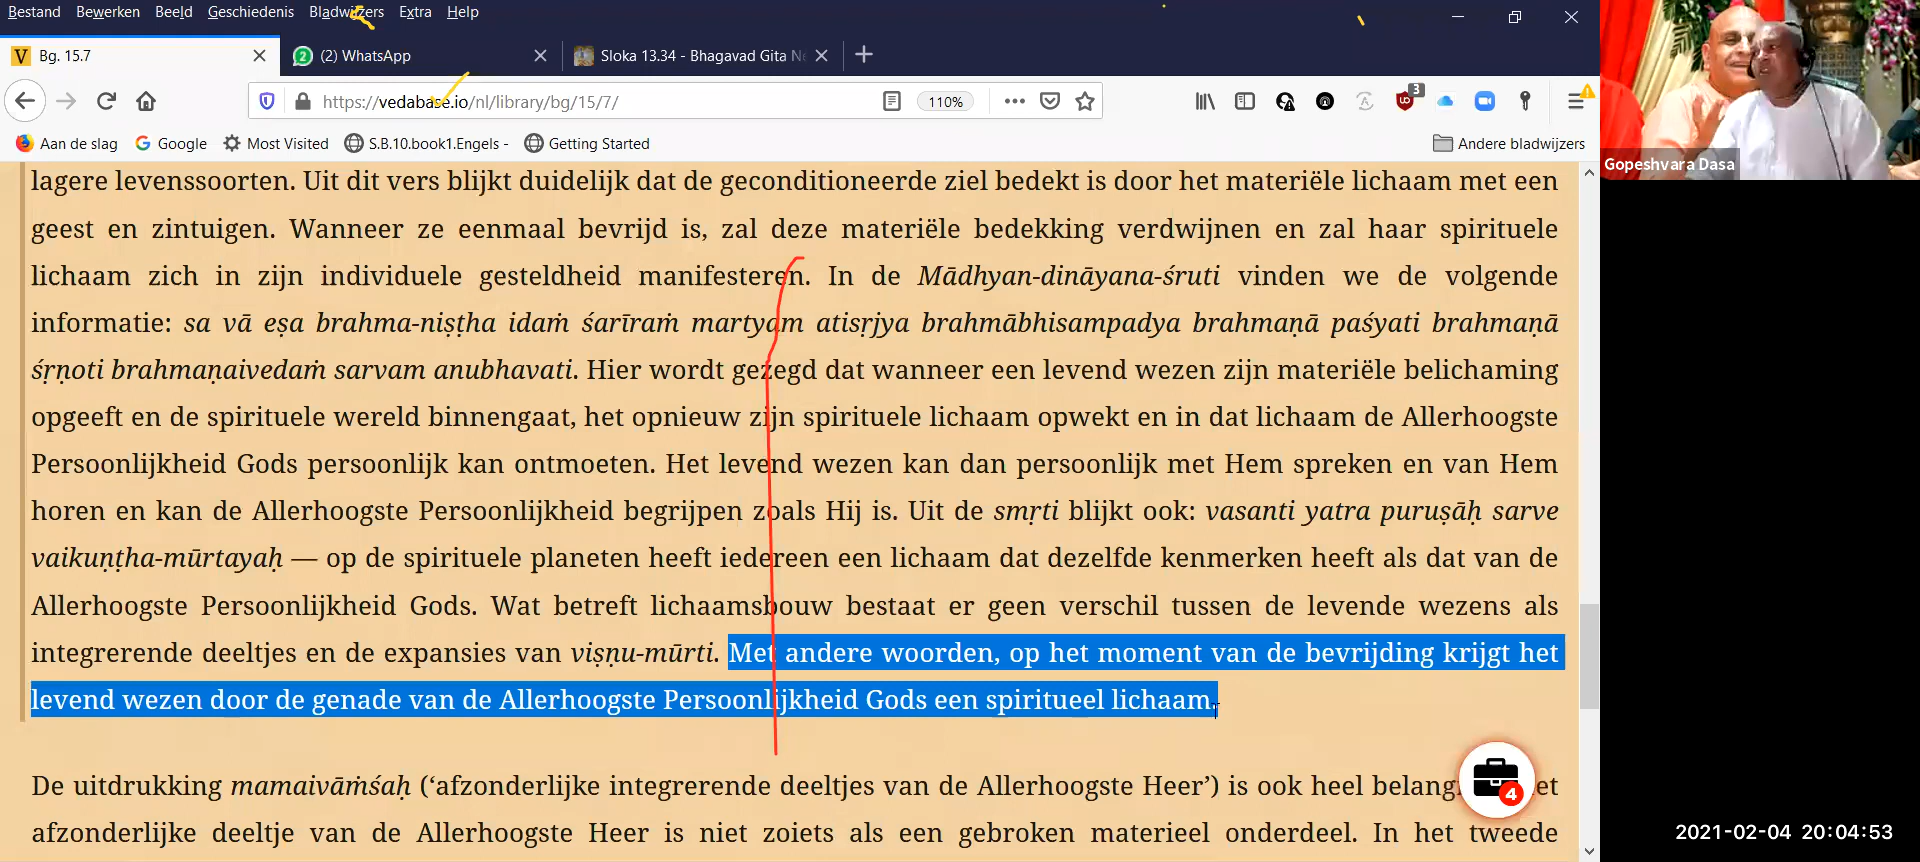 Bestand Bewerken Beeld Geschiedenis Bladwijzers Extra Help
Bg. 15.7
(2) WhatsApp
Sloka 13.34 - Bhagavad Gita Ne
https://vedabase.io/nl/library/bg/15/7/
110%
3
Aan de slag Google Most Visited S.B.10.book1.Engels - Getting Started Andere bladwijzers
Gopeshvara Dasa
lagere levenssoorten. Uit dit vers blijkt duidelijk dat de geconditioneerde ziel bedekt is door het materiële lichaam met een
geest en zintuigen. Wanneer ze eenmaal bevrijd is, zal deze materiële bedekking verdwijnen en zal haar spirituele
lichaam zich in zijn individuele gesteldheid manifesteren. In de Mādhyan-dināyana-śruti vinden we de volgende
informatie: sa vā eṣa brahma-niṣṭha idaṁ śarīraṁ martyam atisṛjya brahmābhisampadya brahmaṇā paśyati brahmaṇā
śṛṇoti brahmaṇaivedaṁ sarvam anubhavati. Hier wordt gezegd dat wanneer een levend wezen zijn materiële belichaming
opgeeft en de spirituele wereld binnengaat, het opnieuw zijn spirituele lichaam opwekt en in dat lichaam de Allerhoogste
Persoonlijkheid Gods persoonlijk kan ontmoeten. Het levend wezen kan dan persoonlijk met Hem spreken en van Hem
horen en kan de Allerhoogste Persoonlijkheid begrijpen zoals Hij is. Uit de smṛti blijkt ook: vasanti yatra puruṣāḥ sarve
vaikuṇṭha-mūrtayaḥ — op de spirituele planeten heeft iedereen een lichaam dat dezelfde kenmerken heeft als dat van de
Allerhoogste Persoonlijkheid Gods. Wat betreft lichaamsbouw bestaat er geen verschil tussen de levende wezens als
integrerende deeltjes en de expansies van viṣṇu-mūrti. Met andere woorden, op het moment van de bevrijding krijgt het
levend wezen door de genade van de Allerhoogste Persoonlijkheid Gods een spiritueel lichaam.
De uitdrukking mamaivāṁśaḥ (‘afzonderlijke integrerende deeltjes van de Allerhoogste Heer’) is ook heel
4
afzonderlijke deeltje van de Allerhoogste Heer is niet zoiets als een gebroken materieel onderdeel. In het tweede
2021-02-04 20:04:53